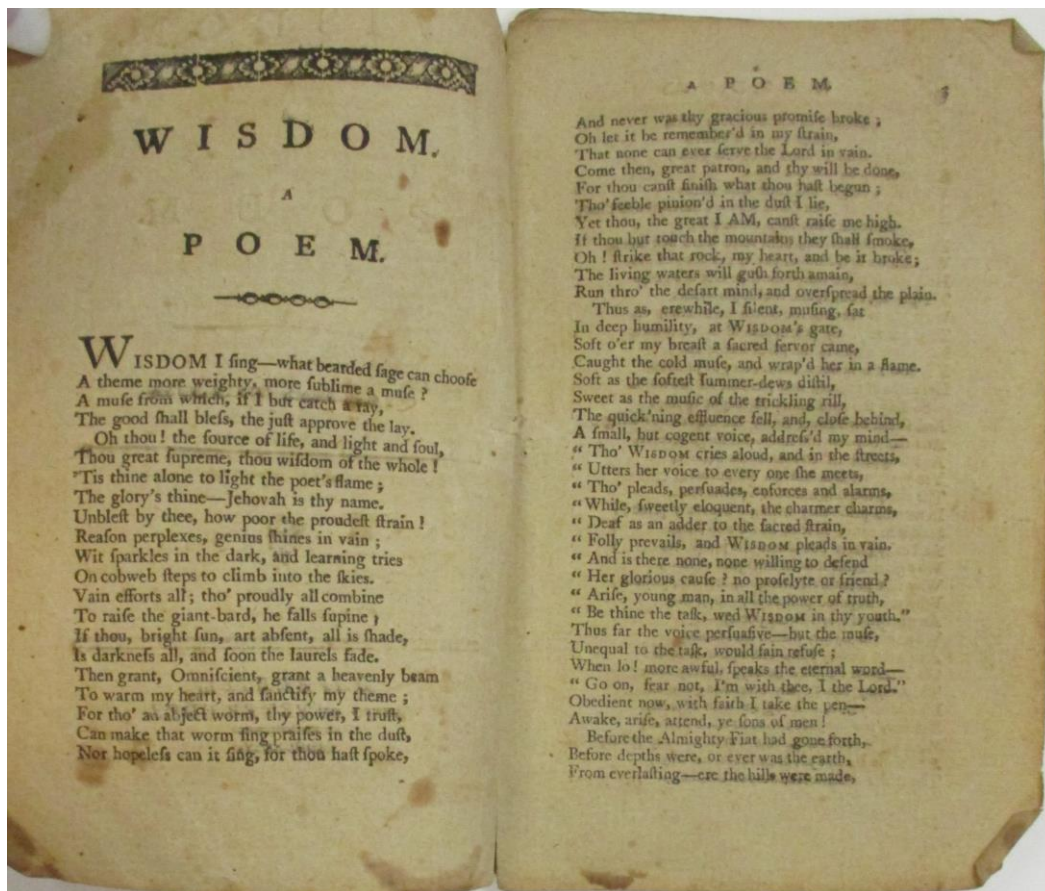 WISDOM.
A
POEM.
WISDOM I ſing—what bearded ſage can chooſe
A theme more weighty, more ſublime a muſe ?
A muſe from which, if I but catch a ray,
The good ſhall bleſs, the juſt approve the lay.
Oh thou ! the ſource of life, and light and ſoul,
Thou great ſupreme, thou wiſdom of the whole !
'Tis thine alone to light the poet's flame ;
The glory's thine—Jehovah is thy name.
Unbleſt by thee, how poor the proudeſt ſtrain !
Reaſon perplexes, genius ſhines in vain ;
Wit ſparkles in the dark, and learning tries
On cobweb ſteps to climb into the ſkies.
Vain efforts all ; tho' proudly all combine
To raiſe the giant-bard, he falls ſupine ;
If thou, bright ſun, art abſent, all is ſhade,
Is darkneſs all, and ſoon the laurels fade.
Then grant, Omniſcient, grant a heavenly beam
To warm my heart, and ſanctify my theme ;
For tho' an abject worm, thy power, I truſt,
Can make that worm ſing praiſes in the duſt,
Nor hopeleſs can it ſing, for thou haſt ſpoke,
A POEM. 3
And never was thy gracious promiſe broke ;
Oh let it be remember'd in my ſtrain,
That none can ever ſerve the Lord in vain.
Come then, great patron, and thy will be done,
For thou canſt finiſh what thou haſt begun ;
Tho' feeble pinion'd in the duſt I lie,
Yet thou, the great I AM, canſt raiſe me high.
If thou but touch the mountains they ſhall ſmoke,
Oh ! ſtrike that rock, my heart, and be it broke;
The living waters will guſh forth amain,
Run thro' the deſart mind, and overſpread the plain.
Thus as, erewhile, I ſilent, muſing, ſat
In deep humility, at WISDOM's gate,
Soft o'er my breaſt a ſacred fervor came,
Caught the cold muſe, and wrap'd her in a flame.
Soft as the ſofteſt ſummer-dews diſtil,
Sweet as the muſic of the trickling rill,
The quick'ning effluence fell, and, cloſe behind,
A ſmall, but cogent voice, addreſs'd my mind—
" Tho' WISDOM cries aloud, and in the ſtreets,
" Utters her voice to every one ſhe meets,
" Tho' pleads, perſuades, enforces and alarms,
" While, ſweetly eloquent, the charmer charms,
" Deaf as an adder to the ſacred ſtrain,
" Folly prevails, and WISDOM pleads in vain.
" And is there none, none willing to defend
" Her glorious cauſe ? no proſelyte or friend ?
" Ariſe, young man, in all the power of truth,
" Be thine the taſk, wed WISDOM in thy youth."
Thus far the voice perſuaſive—but the muſe,
Unequal to the taſk, would fain refuſe ;
When lo ! more awful, ſpeaks the eternal word—
" Go on, fear not, I'm with thee, I the Lord."
Obedient now, with faith I take the pen—
Awake, ariſe, attend, ye ſons of men !
Before the Almighty Fiat had gone forth,
Before depths were, or ever was the earth,
From everlaſting—ere the hills were made,